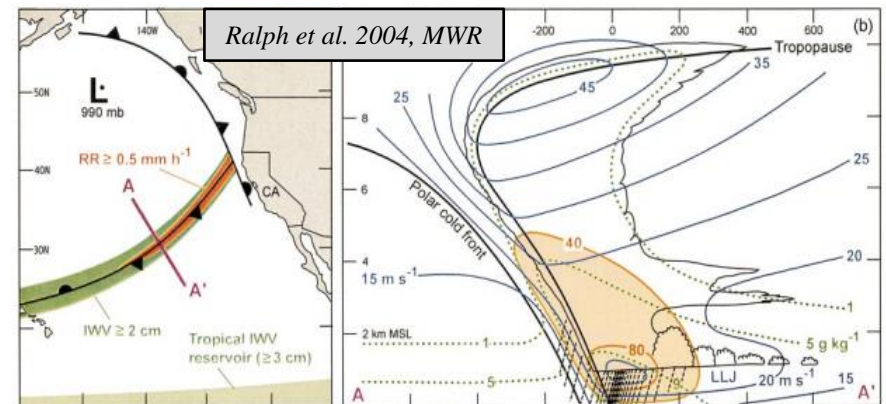 Ralph et al. 2004, MWR
140W
50N
L
990 mb
RR ≥ 0.5 mm h⁻¹
40N
A
CA
30N
A'
IWV ≥ 2 cm
Tropical IWV
reservoir (≥3 cm)
-200 0 200 400 600
(b)
Tropopause
45
35
25
8
25
6
Polar cold front
40
4
15 m s⁻¹
20
1
2 km MSL
1
80
5 g kg⁻¹
5
9
LLJ
20 m s⁻¹
15
A
A'